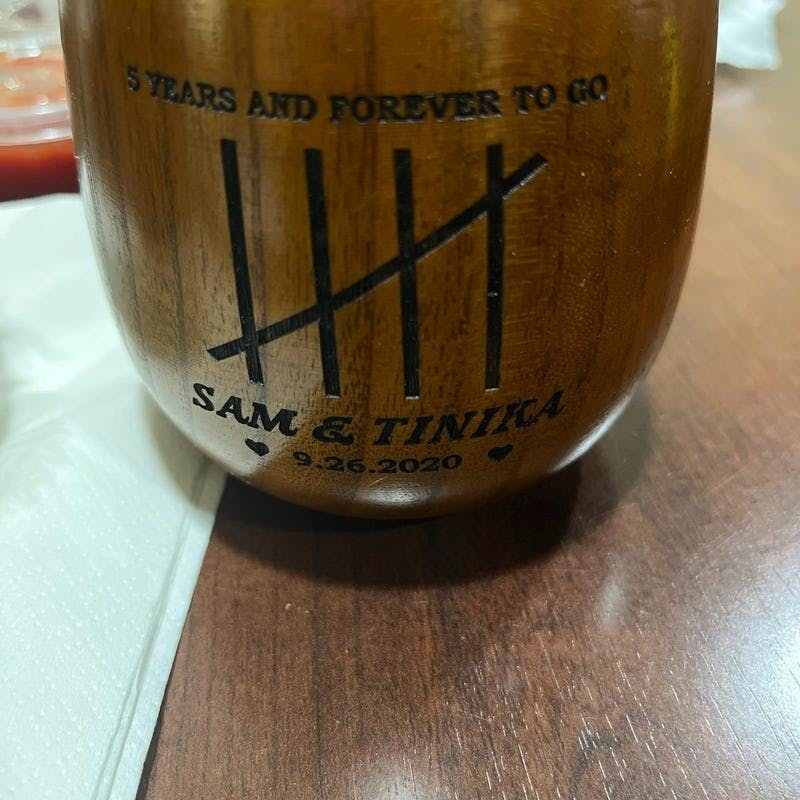 5 YEARS AND FOREVER TO GO
SAM & TINIKA
9.26.2020